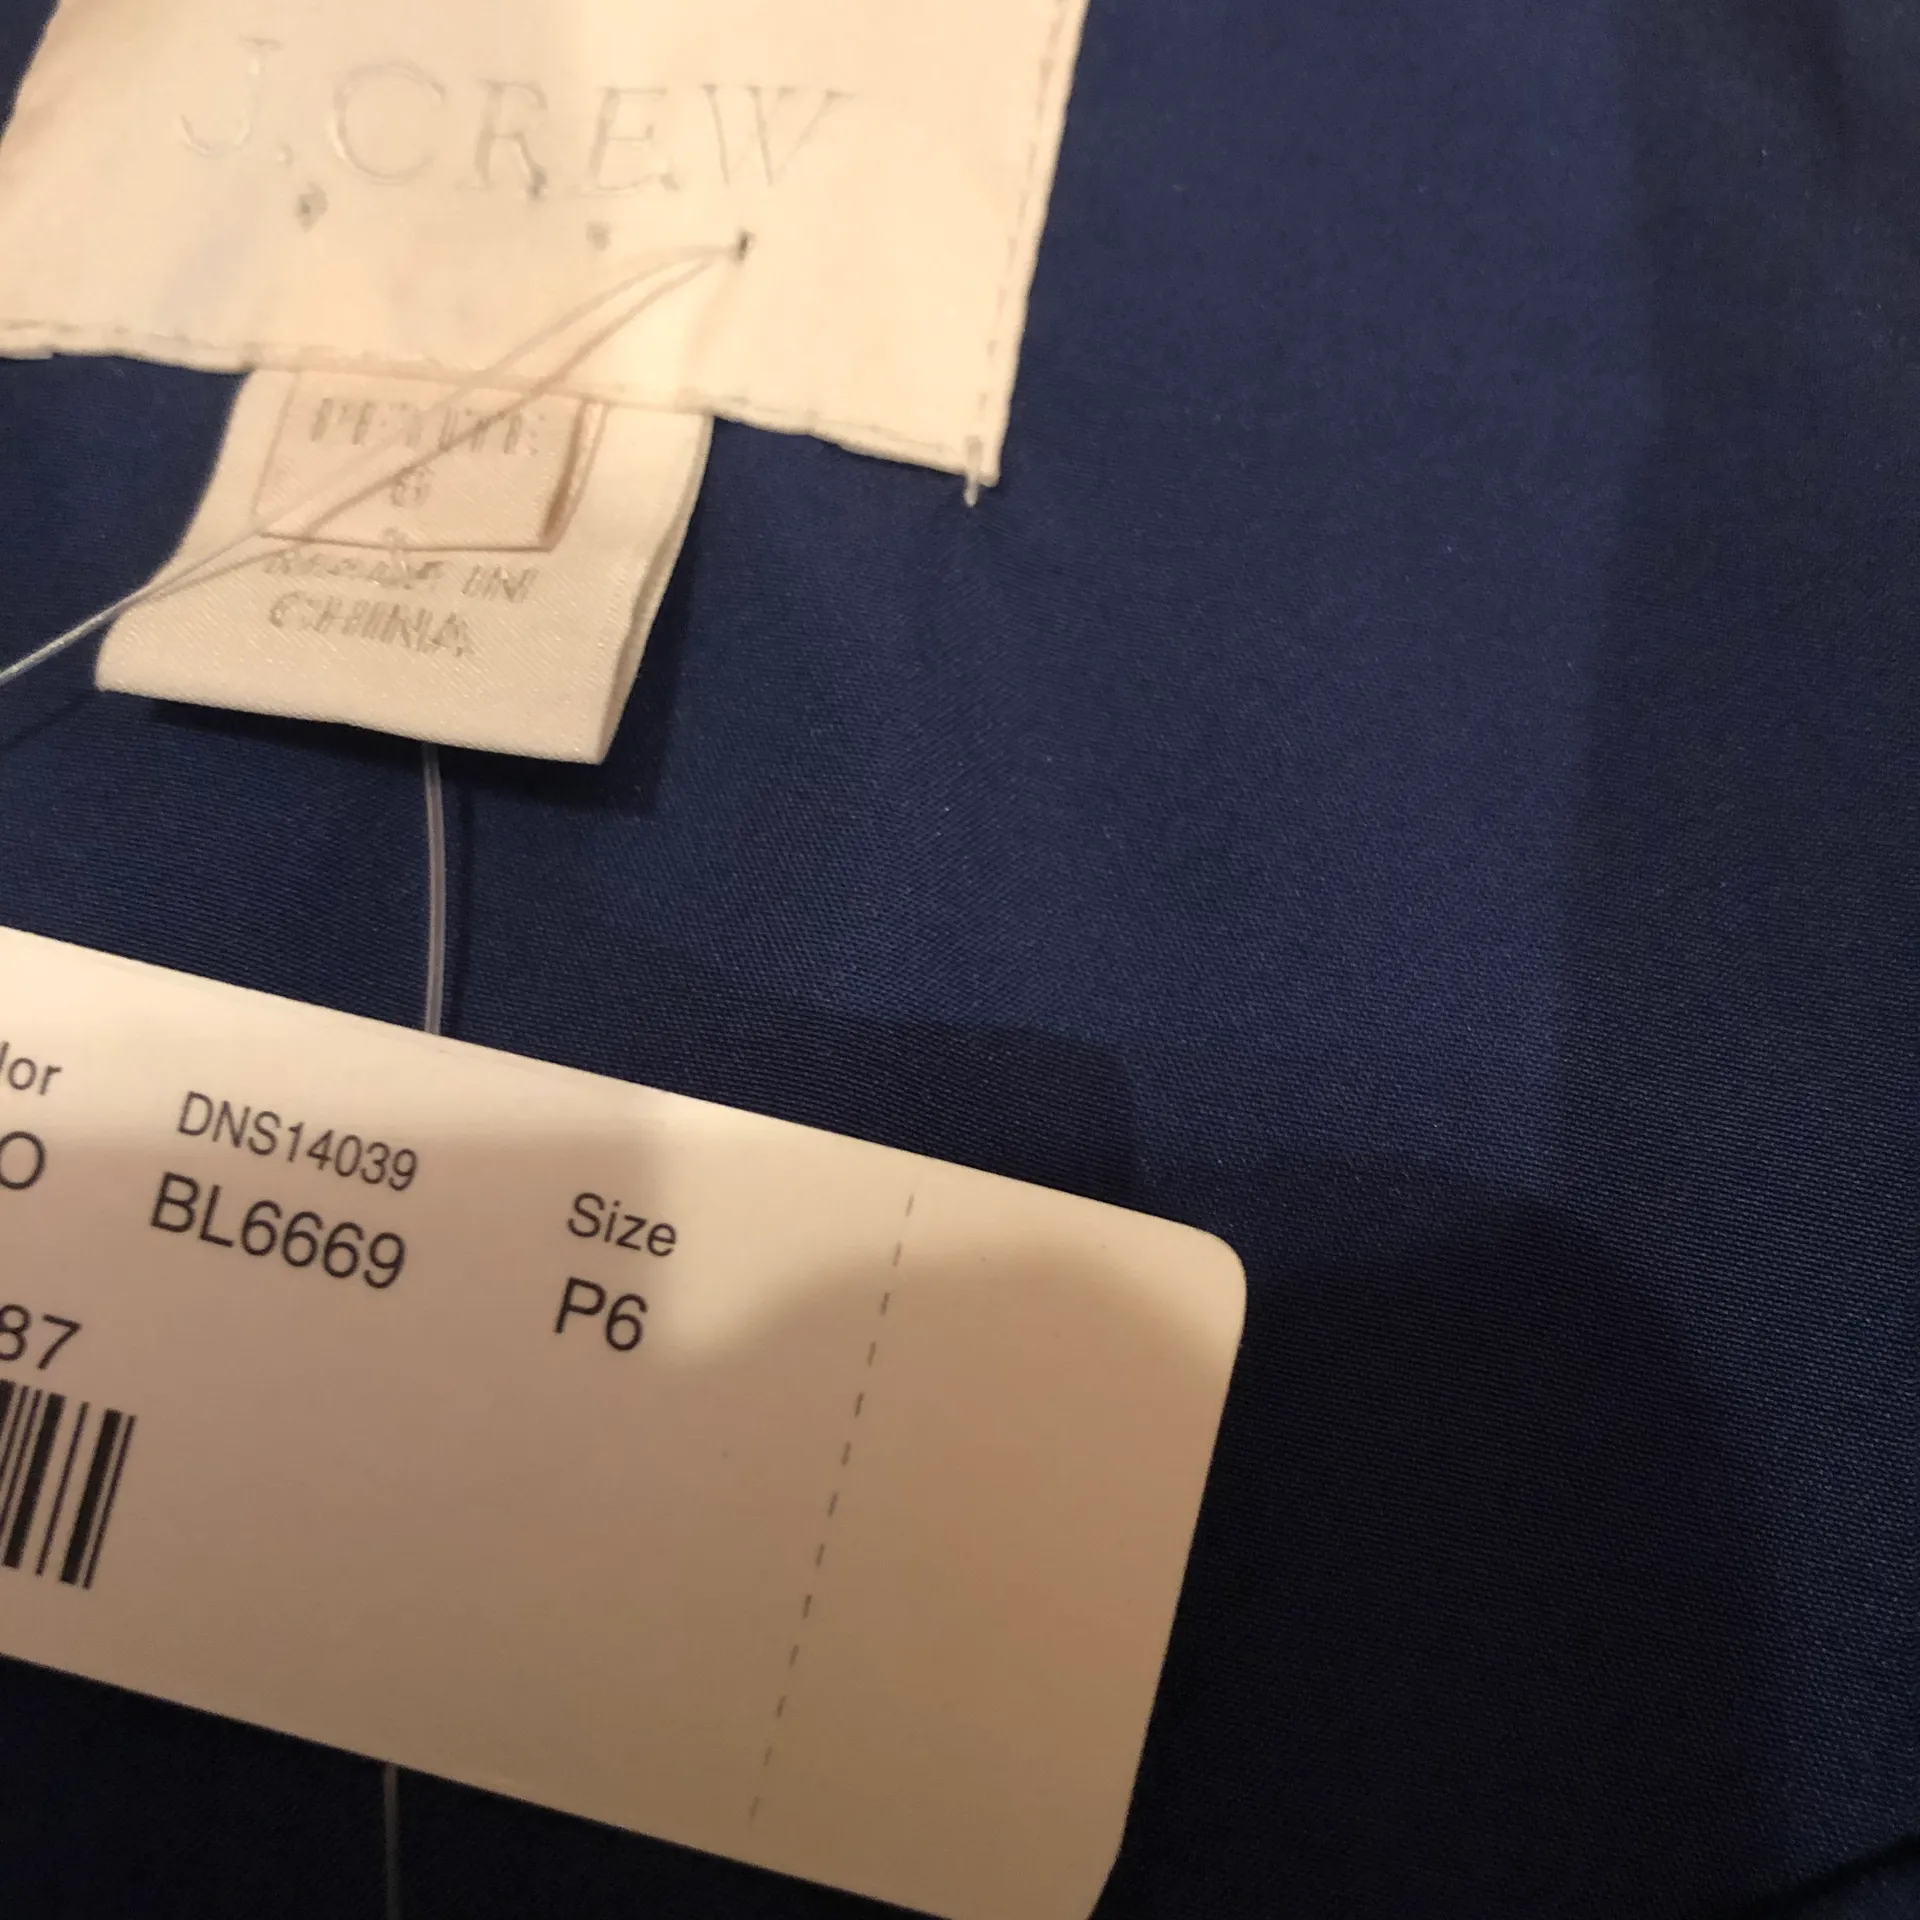 J.CREW
PETITE
6
MADE IN
CHINA
lor
DNS14039
O
BL6669
Size
P6
87